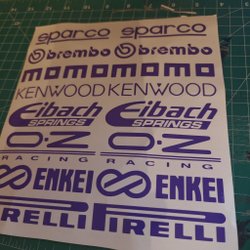 sparco sparco
brembo brembo
momo momo
KENWOOD KENWOOD
Eibach Eibach
SPRINGS SPRINGS
O·Z O·Z
RACING RACING
ENKEI ENKEI
PIRELLI PIRELLI